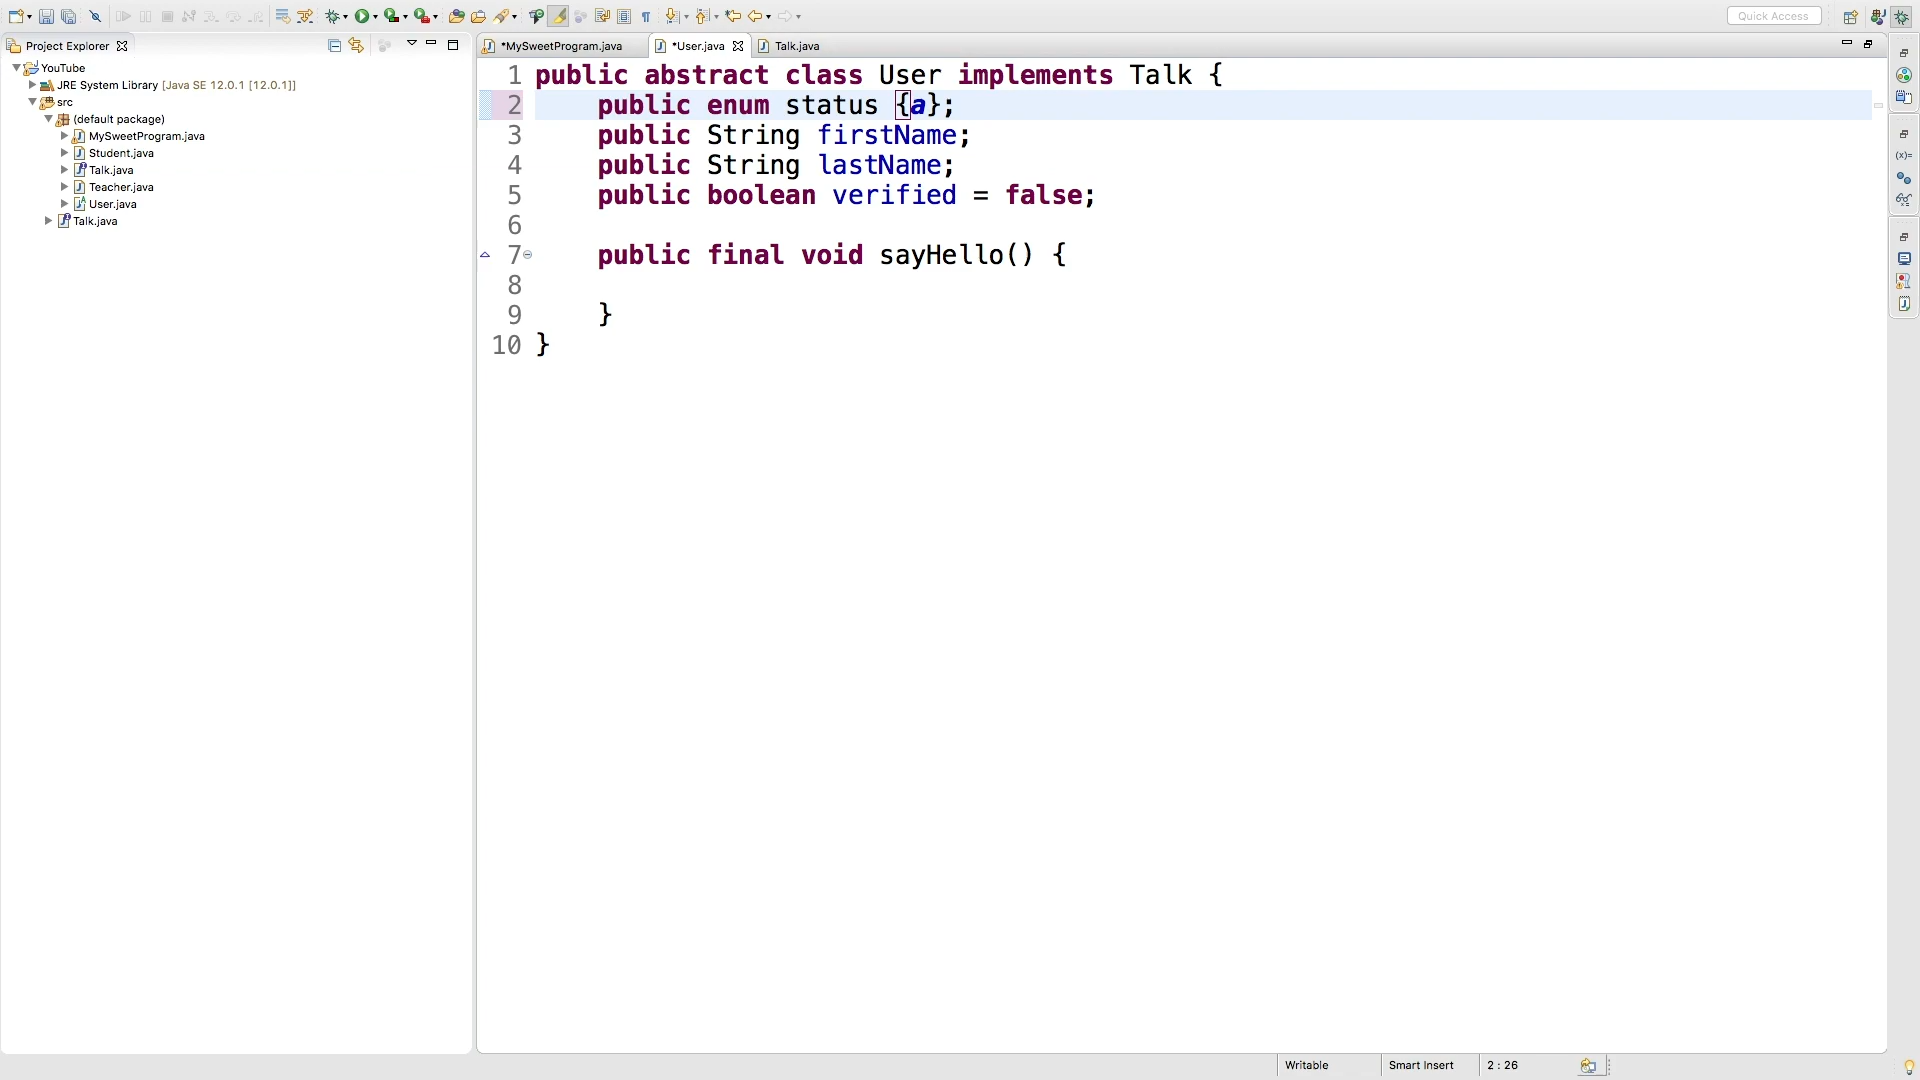 Quick Access
Project Explorer
*MySweetProgram.java
*User.java
Talk.java
YouTube
JRE System Library [Java SE 12.0.1 [12.0.1]]
src
(default package)
MySweetProgram.java
Student.java
Talk.java
Teacher.java
User.java
Talk.java
1 public abstract class User implements Talk {
2 public enum status {a};
3 public String firstName;
4 public String lastName;
5 public boolean verified = false;
6
7 public final void sayHello() {
8
9 }
10 }
Writable
Smart Insert
2 : 26